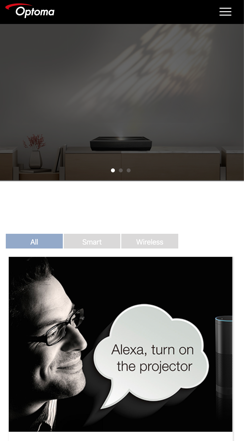 Optoma
All
Smart
Wireless
Alexa, turn on
the projector